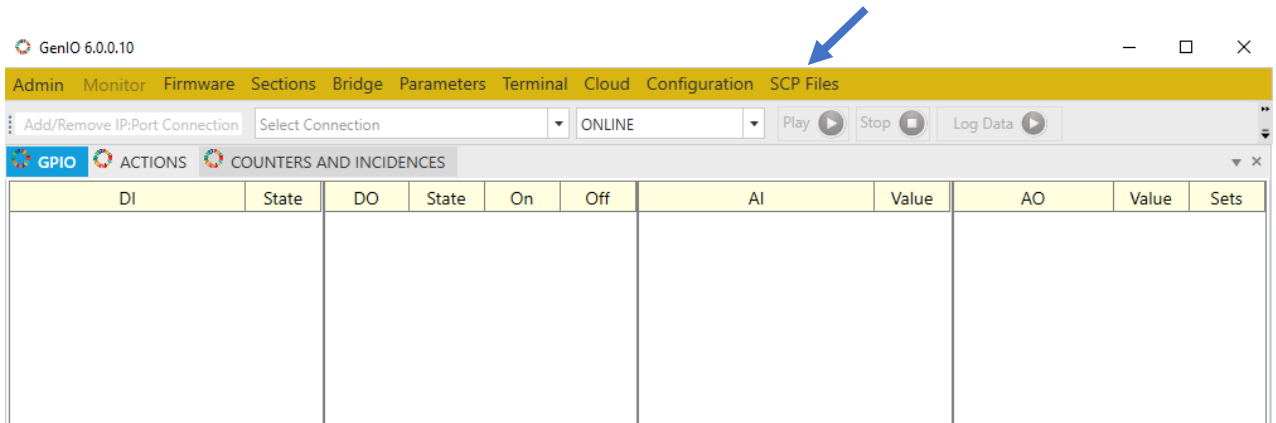 GenIO 6.0.0.10
Admin Monitor Firmware Sections Bridge Parameters Terminal Cloud Configuration SCP Files
Add/Remove IP:Port Connection Select Connection ONLINE Play Stop Log Data
GPIO ACTIONS COUNTERS AND INCIDENCES
DI State DO State On Off AI Value AO Value Sets